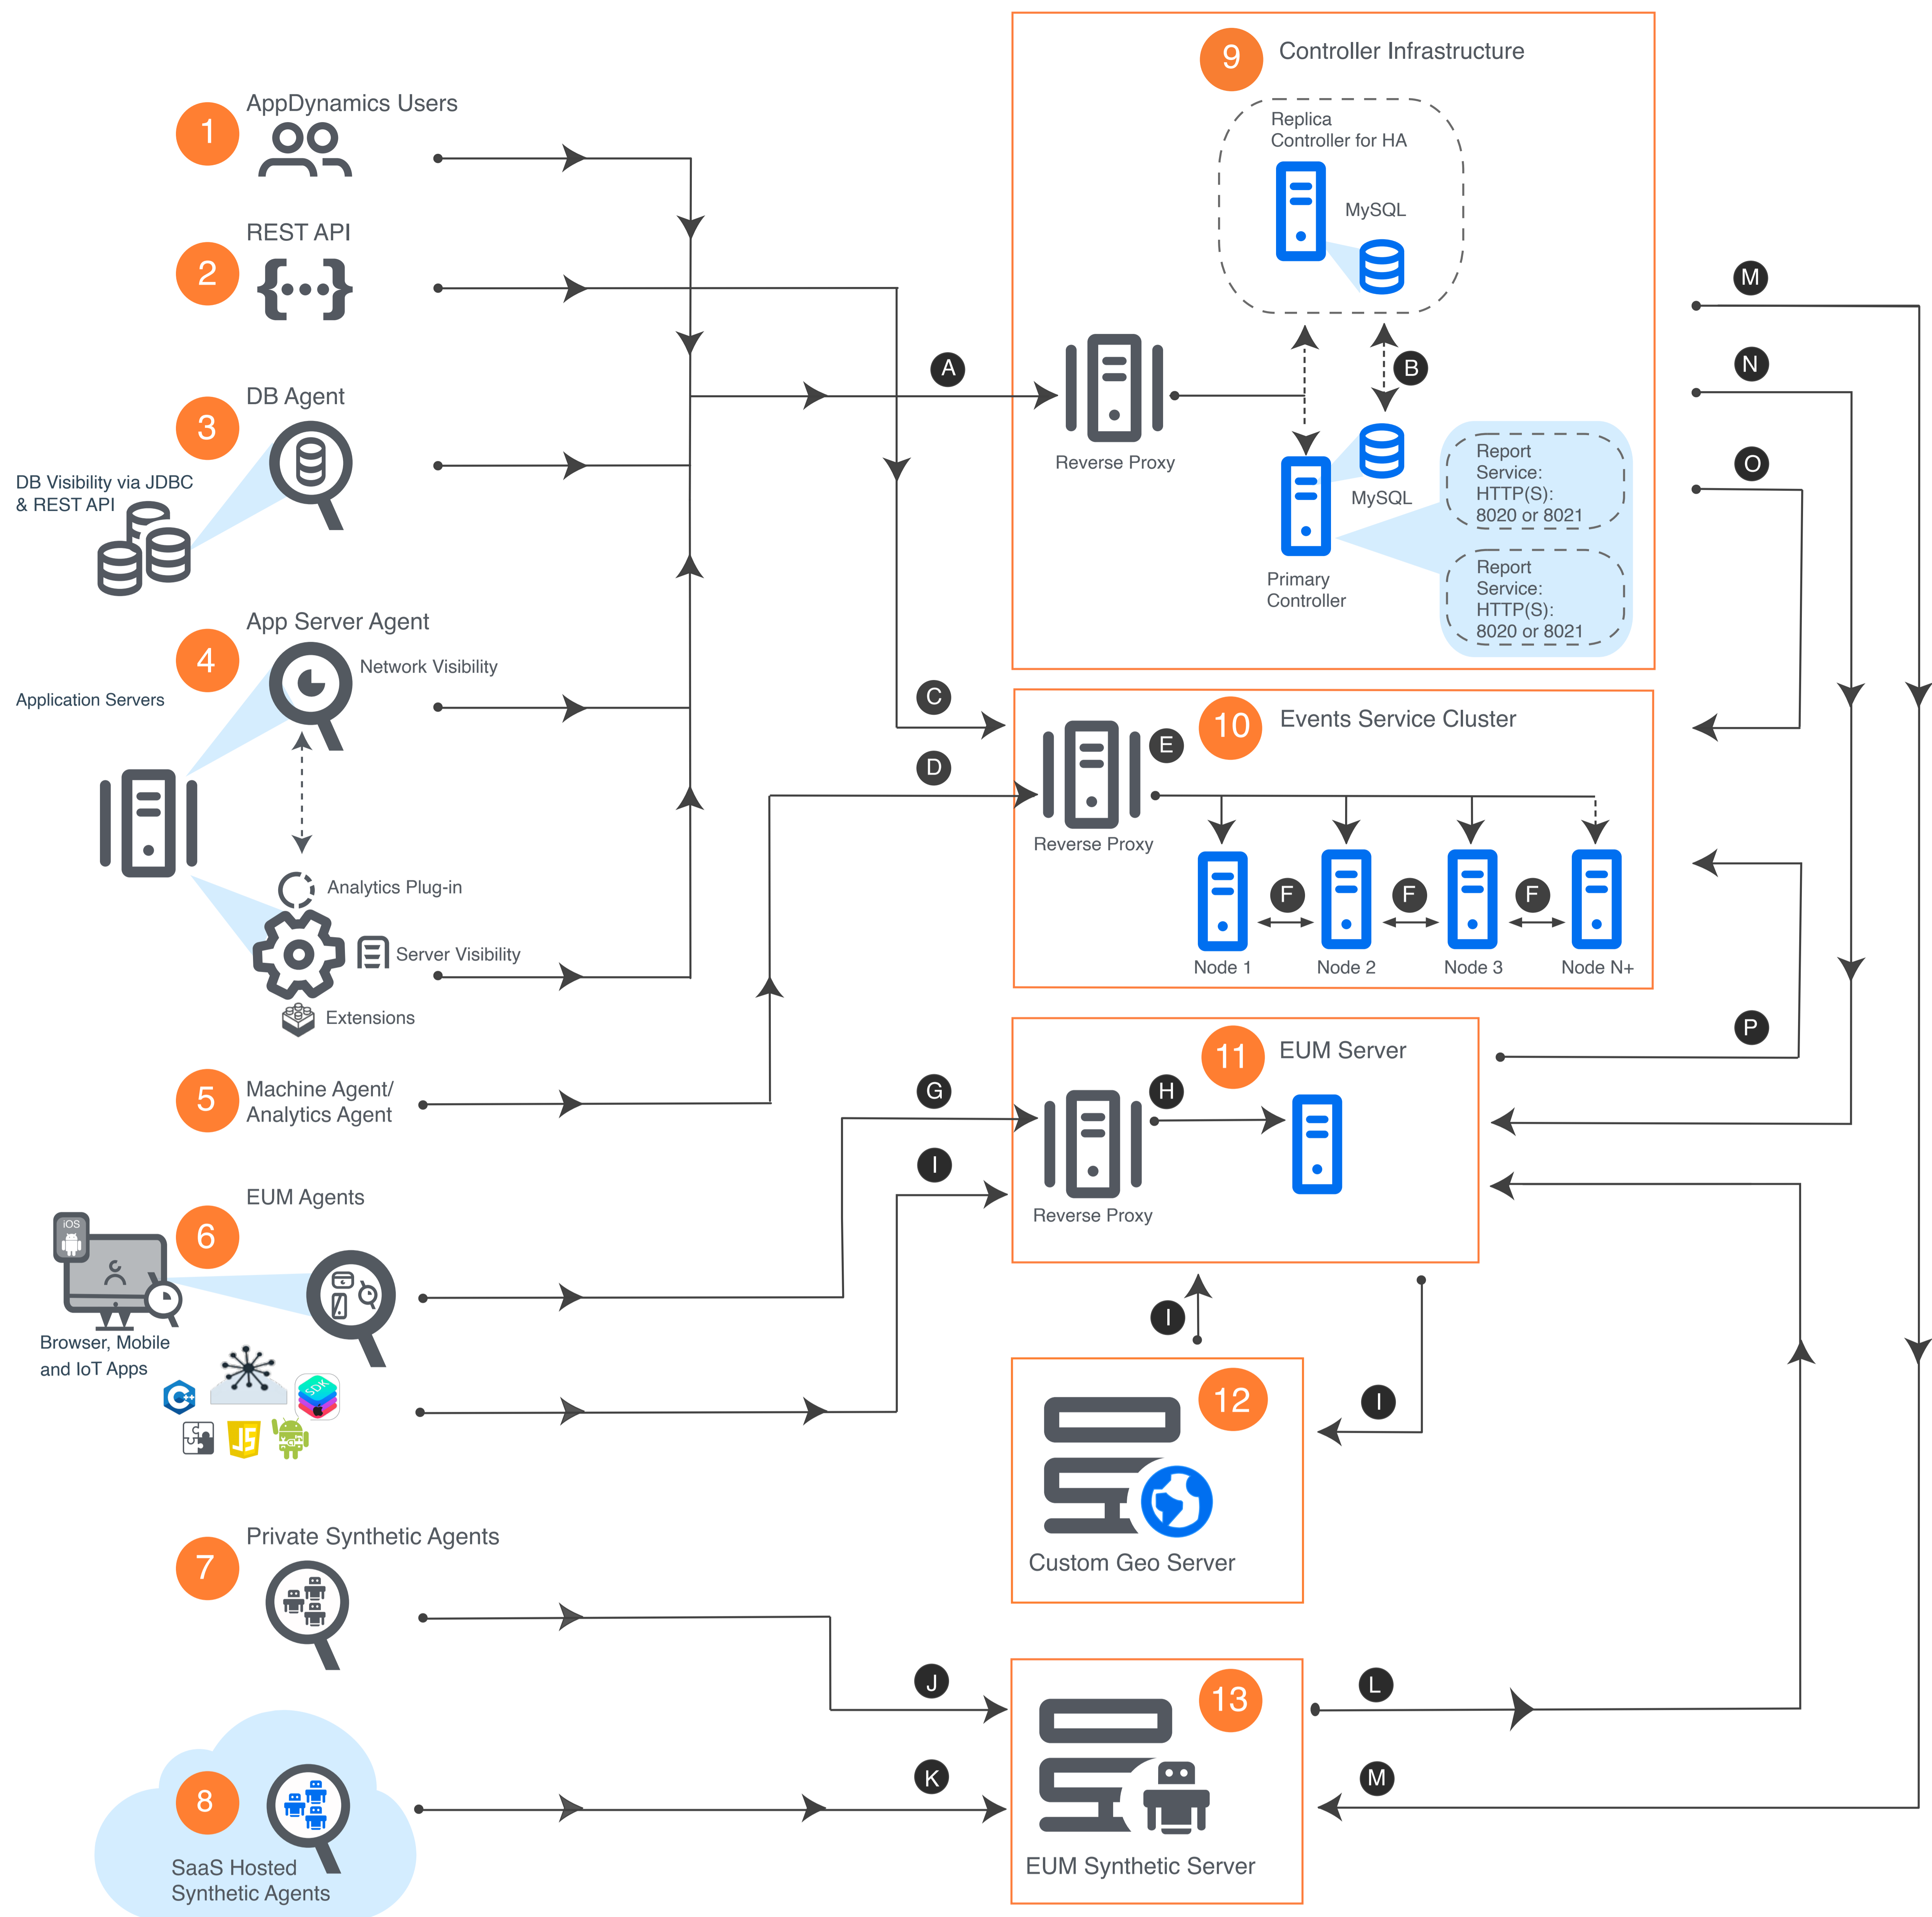 9
Controller Infrastructure
Replica
Controller for HA
MySQL
1
AppDynamics Users
2
REST API
{...}
M
N
O
A
B
Reverse Proxy
MySQL
Primary
Controller
Report
Service:
HTTP(S):
8020 or 8021
Report
Service:
HTTP(S):
8020 or 8021
3
DB Agent
DB Visibility via JDBC
& REST API
4
App Server Agent
Network Visibility
Application Servers
Analytics Plug-in
Server Visibility
Extensions
C
D
10
Events Service Cluster
E
Reverse Proxy
F
F
F
Node 1
Node 2
Node 3
Node N+
P
5
Machine Agent/
Analytics Agent
G
I
11
EUM Server
H
Reverse Proxy
6
EUM Agents
iOS
Browser, Mobile
and IoT Apps
C++
SDK
JS
I
I
12
Custom Geo Server
7
Private Synthetic Agents
J
K
13
L
M
EUM Synthetic Server
8
SaaS Hosted
Synthetic Agents